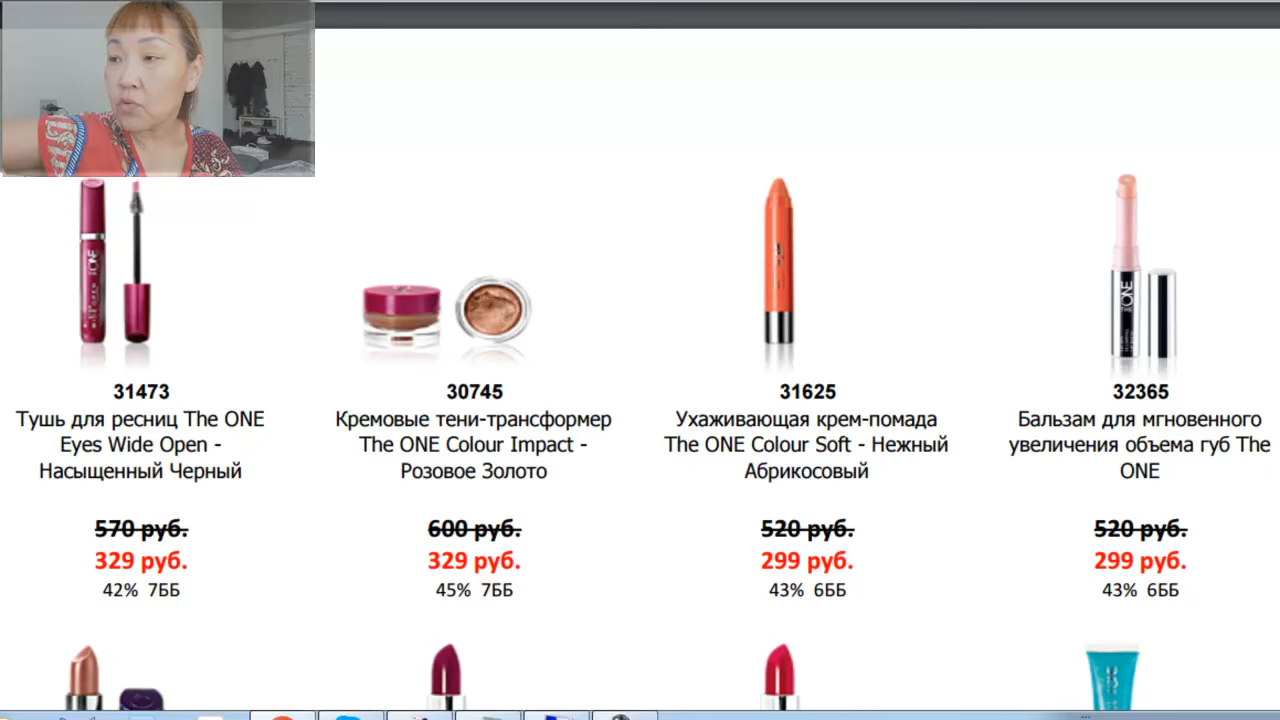 31473
Тушь для ресниц The ONE
Eyes Wide Open -
Насыщенный Черный
570 руб.
329 руб.
42% 7ББ
30745
Кремовые тени-трансформер
The ONE Colour Impact -
Розовое Золото
600 руб.
329 руб.
45% 7ББ
31625
Ухаживающая крем-помада
The ONE Colour Soft - Нежный
Абрикосовый
520 руб.
299 руб.
43% 6ББ
THE ONE
32365
Бальзам для мгновенного
увеличения объема губ The
ONE
520 руб.
299 руб.
43% 6ББ